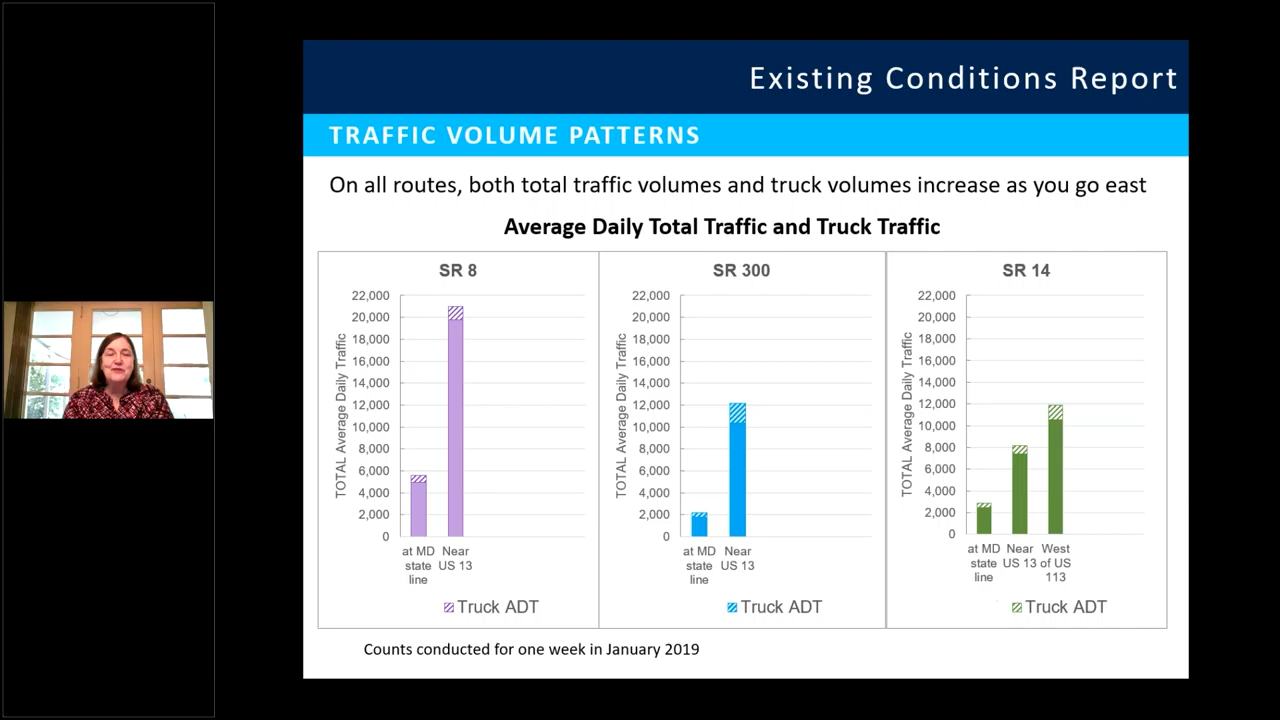 Existing Conditions Report
TRAFFIC VOLUME PATTERNS
On all routes, both total traffic volumes and truck volumes increase as you go east
Average Daily Total Traffic and Truck Traffic
SR 8
TOTAL Average Daily Traffic
22,000
20,000
18,000
16,000
14,000
12,000
10,000
8,000
6,000
4,000
2,000
0
at MD
state
line
Near
US 13
Truck ADT
SR 300
TOTAL Average Daily Traffic
22,000
20,000
18,000
16,000
14,000
12,000
10,000
8,000
6,000
4,000
2,000
0
at MD
state
line
Near
US 13
Truck ADT
SR 14
TOTAL Average Daily Traffic
22,000
20,000
18,000
16,000
14,000
12,000
10,000
8,000
6,000
4,000
2,000
0
at MD
state
line
Near
US 13
West
of US
113
Truck ADT
Counts conducted for one week in January 2019